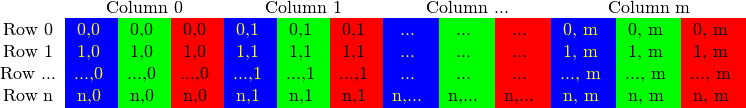 Column 0 Column 1 Column ... Column m
Row 0 0,0 0,0 0,0 0,1 0,1 0,1 ... ... ... 0, m 0, m 0, m
Row 1 1,0 1,0 1,0 1,1 1,1 1,1 ... ... ... 1, m 1, m 1, m
Row ... ...,0 ...,0 ...,0 ...,1 ...,1 ...,1 ... ... ... ..., m ..., m ..., m
Row n n,0 n,0 n,0 n,1 n,1 n,1 n,... n,... n,... n, m n, m n, m